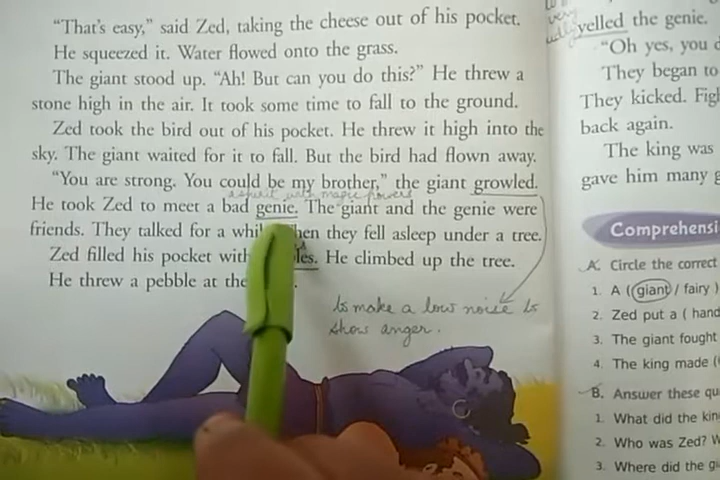 “That’s easy,” said Zed, taking the cheese out of his pocket.
He squeezed it. Water flowed onto the grass.
The giant stood up. “Ah! But can you do this?” He threw a
stone high in the air. It took some time to fall to the ground.
Zed took the bird out of his pocket. He threw it high into the
sky. The giant waited for it to fall. But the bird had flown away.
“You are strong. You could be my brother,” the giant growled.
a spirit with magic powers
He took Zed to meet a bad genie. The giant and the genie were
friends. They talked for a they fell asleep under a tree.
Zed filled his pocket He climbed up the tree.
He threw a pebble at the
to make a low noise to
show anger.
very
yelled the genie.
“Oh yes, you
They began to
They kicked.
back again.
The king was
gave him many
Comprehensi
A. Circle the correct
1. A ( giant / fairy )
2. Zed put a ( hand
3. The giant fought
4. The king made (
B. Answer these qu
1. What did the kin
2. Who was Zed? W
3. Where did the gi